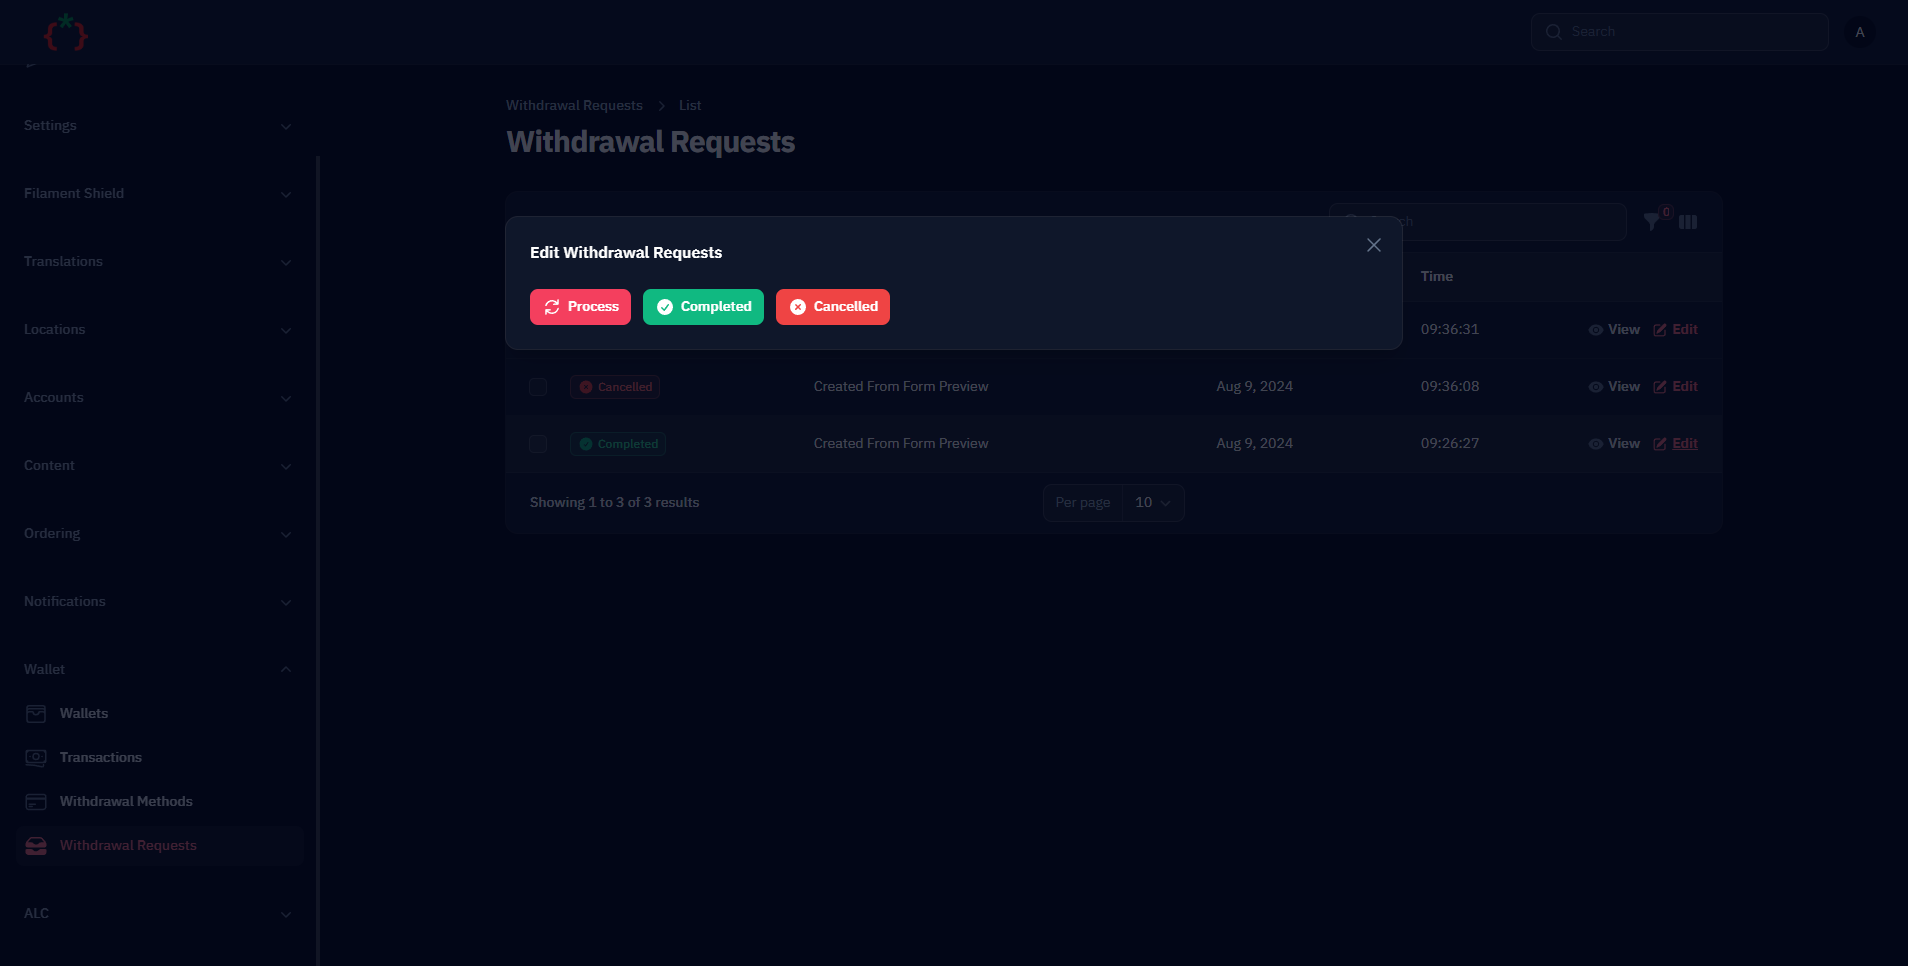 {*}
Search
A
Settings
Filament Shield
Translations
Locations
Accounts
Content
Ordering
Notifications
Wallet
Wallets
Transactions
Withdrawal Methods
Withdrawal Requests
ALC
Withdrawal Requests > List
Withdrawal Requests
0
Edit Withdrawal Requests
Process Completed Cancelled
Time
09:36:31 View Edit
Cancelled Created From Form Preview Aug 9, 2024 09:36:08 View Edit
Completed Created From Form Preview Aug 9, 2024 09:26:27 View Edit
Showing 1 to 3 of 3 results Per page 10